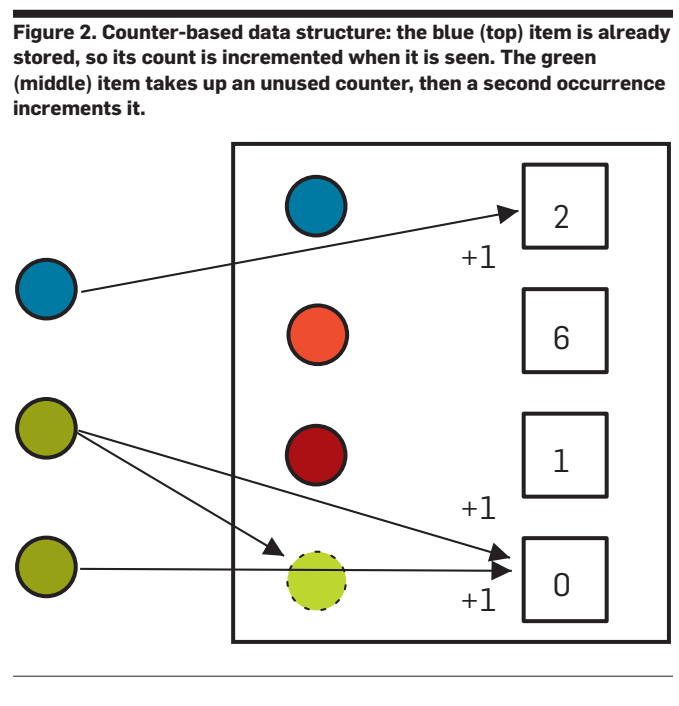 Figure 2. Counter-based data structure: the blue (top) item is already
stored, so its count is incremented when it is seen. The green
(middle) item takes up an unused counter, then a second occurrence
increments it.
2
+1
6
1
+1
0
+1